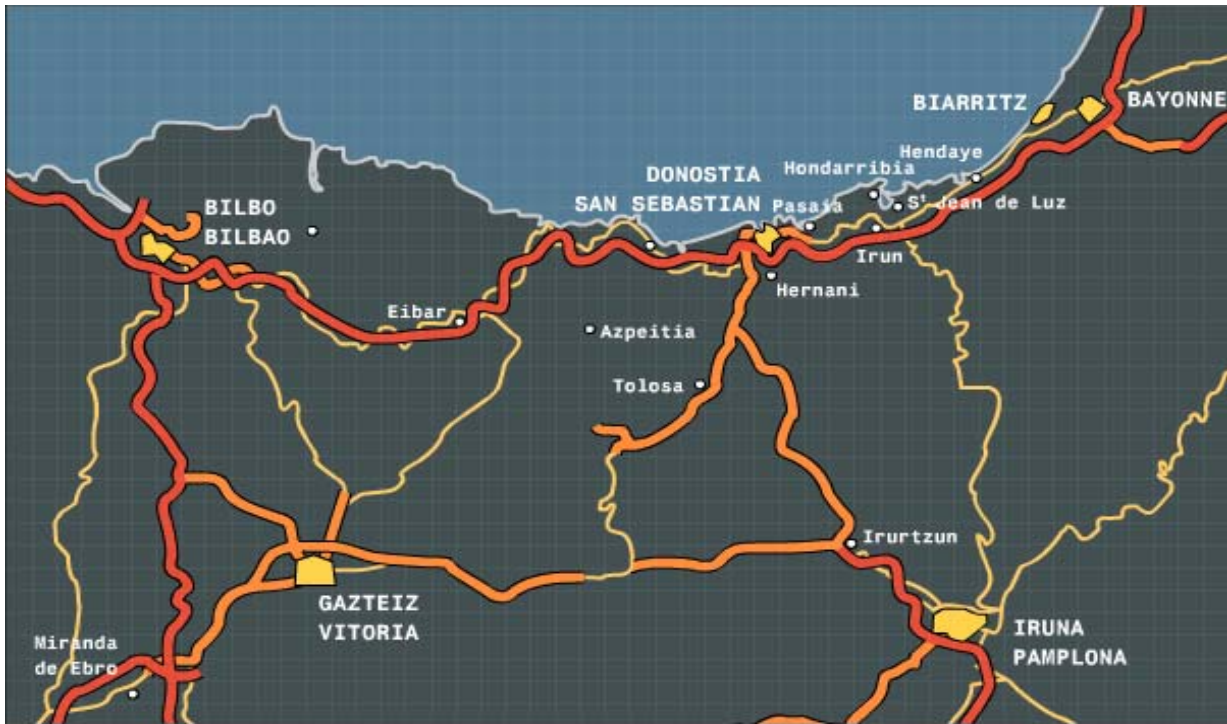 BIARRITZ
BAYONNE
Hendaye
DONOSTIA
SAN SEBASTIAN
Hondarribia
Pasaia
St Jean de Luz
BILBO
BILBAO
Irun
Hernani
Eibar
Azpeitia
Tolosa
Irurtzun
GAZTEIZ
VITORIA
IRUNA
PAMPLONA
Miranda
de Ebro